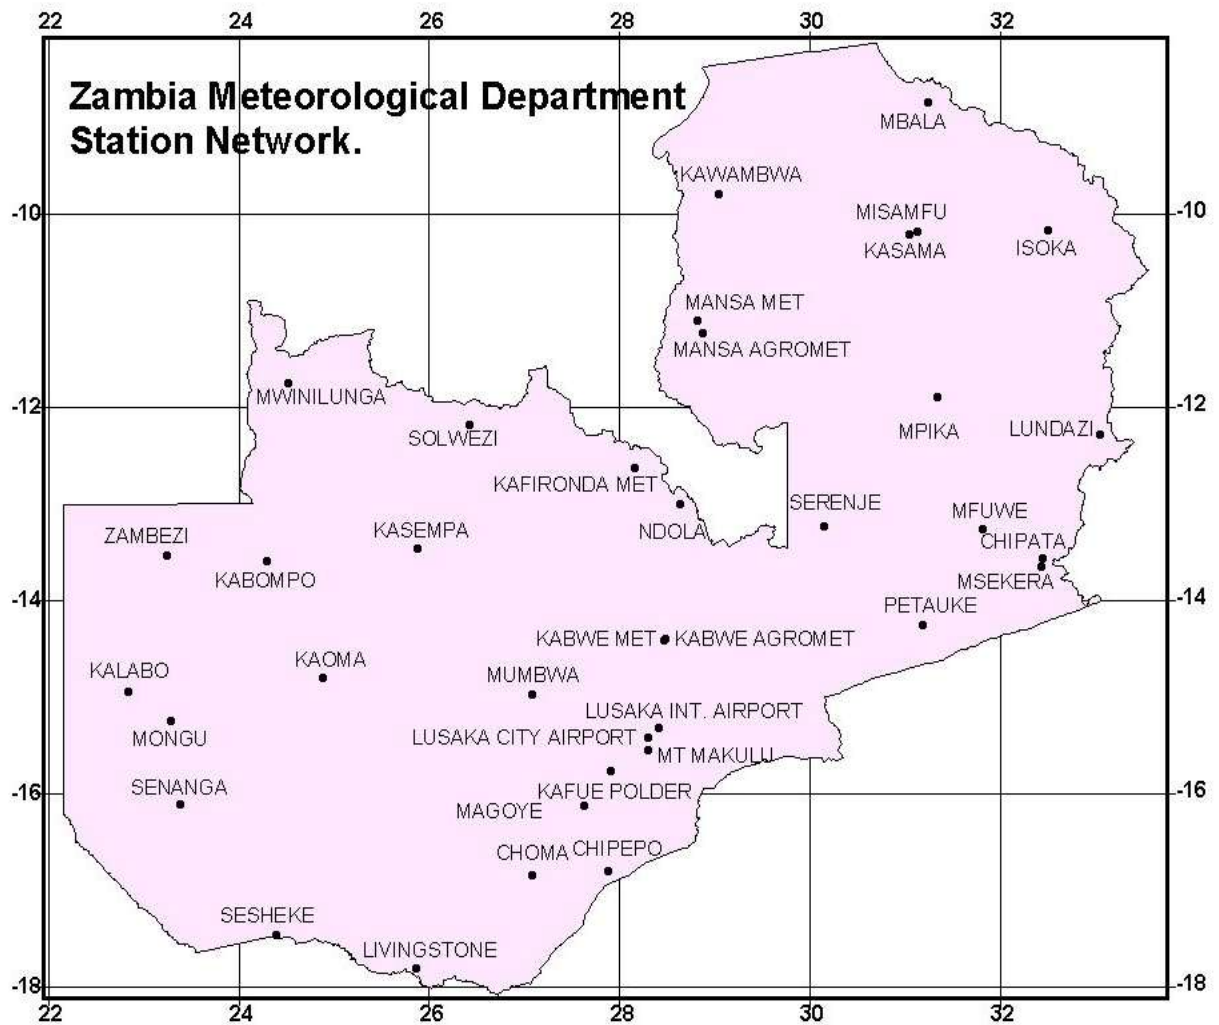 22 24 26 28 30 32
Zambia Meteorological Department
Station Network.
MBALA
KAWAMBWA
-10 -10
MISAMFU
KASAMA
ISOKA
MANSA MET
MANSA AGROMET
MWINILUNGA
-12 -12
SOLWEZI
MPIKA
LUNDAZI
KAFIRONDA MET
SERENJE
MFUWE
ZAMBEZI
KASEMPA
NDOLA
CHIPATA
KABOMPO
MSEKERA
-14 -14
PETAUKE
KABWE MET
KABWE AGROMET
KAOMA
KALABO
MUMBWA
LUSAKA INT. AIRPORT
MONGU
LUSAKA CITY AIRPORT
MT MAKULU
SENANGA
KAFUE POLDER
-16 -16
MAGOYE
CHOMA
CHIPEPO
SESHEKE
LIVINGSTONE
-18 -18
22 24 26 28 30 32